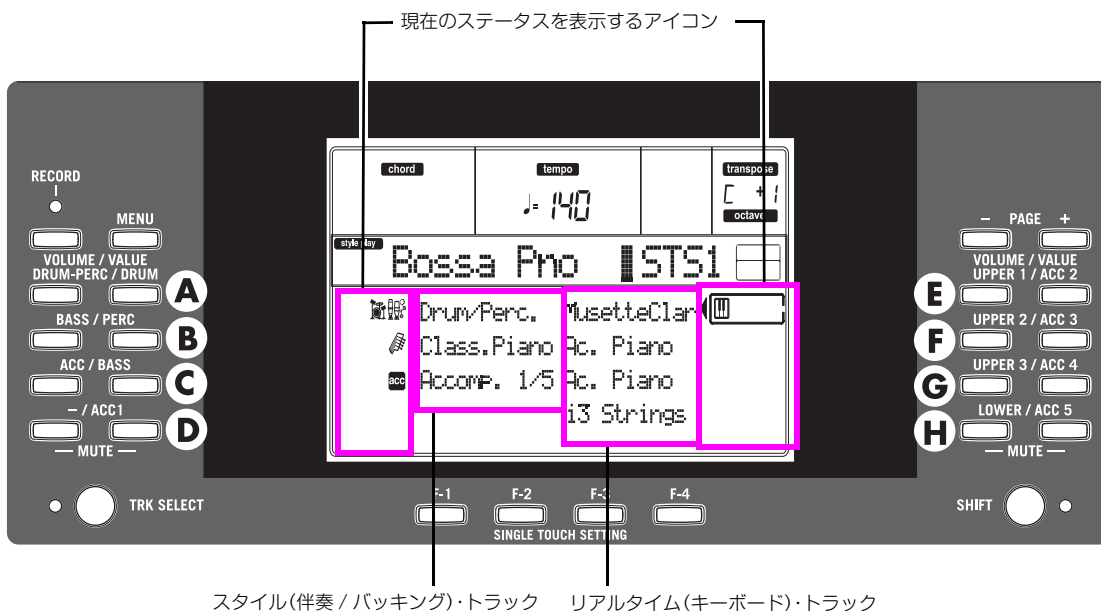 現在のステータスを表示するアイコン
RECORD
MENU
VOLUME / VALUE
DRUM-PERC / DRUM
A
BASS / PERC
B
ACC / BASS
C
– / ACC1
D
— MUTE —
TRK SELECT
chord
tempo
♩= 140
transpose
C +1
octave
style play
Bossa Pno STS1
Drum/Perc. MusetteClar
Class.Piano Ac. Piano
acc Accomp. 1/5 Ac. Piano
i3 Strings
F-1 F-2 F-3 F-4
SINGLE TOUCH SETTING
– PAGE +
VOLUME / VALUE
UPPER 1 / ACC 2
E
UPPER 2 / ACC 3
F
UPPER 3 / ACC 4
G
LOWER / ACC 5
H
— MUTE —
SHIFT
スタイル(伴奏 / バッキング)・トラック
リアルタイム(キーボード)・トラック